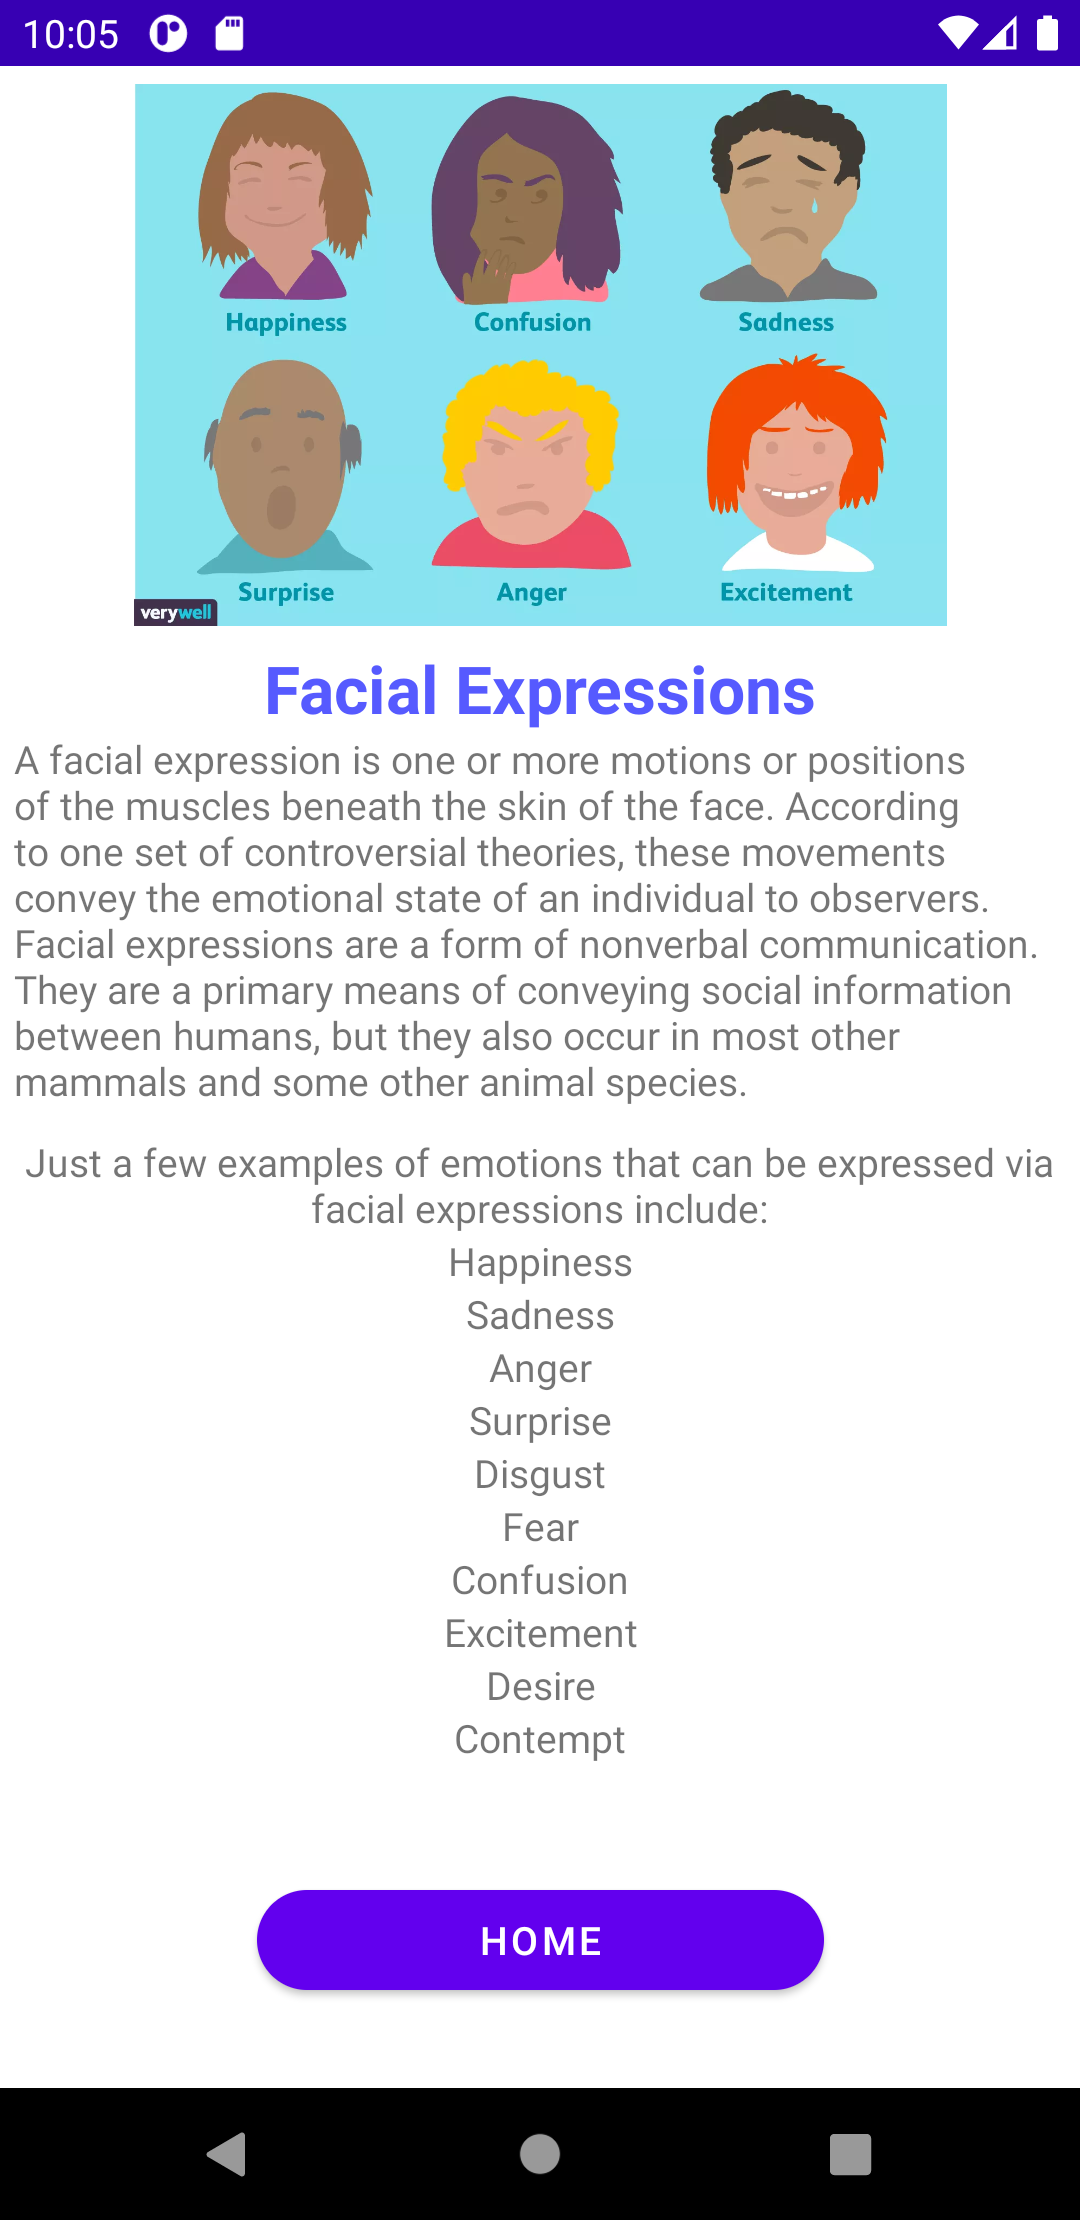 10:05
Happiness Confusion Sadness
Surprise Anger Excitement
verywell
Facial Expressions
A facial expression is one or more motions or positions
of the muscles beneath the skin of the face. According
to one set of controversial theories, these movements
convey the emotional state of an individual to observers.
Facial expressions are a form of nonverbal communication.
They are a primary means of conveying social information
between humans, but they also occur in most other
mammals and some other animal species.
Just a few examples of emotions that can be expressed via
facial expressions include:
Happiness
Sadness
Anger
Surprise
Disgust
Fear
Confusion
Excitement
Desire
Contempt
HOME